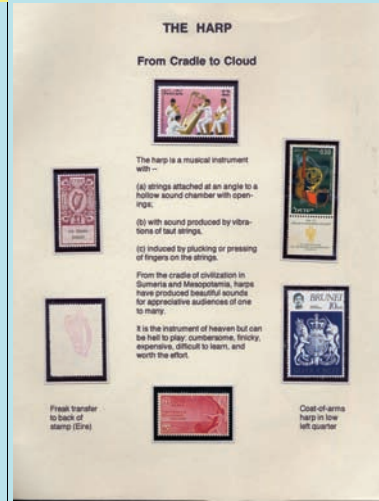 THE HARP
From Cradle to Cloud
The harp is a musical instrument
with --
(a) strings attached at an angle to a
hollow sound chamber with open-
ings;
(b) with sound produced by vibra-
tions of taut strings,
(c) induced by plucking or pressing
of fingers on the strings.
From the cradle of civilization in
Sumeria and Mesopotamia, harps
have produced beautiful sounds
for appreciative audiences of one
to many.
It is the instrument of heaven but can
be hell to play: cumbersome, finicky,
expensive, difficult to learn, and
worth the effort.
BRUNEI
Freak transfer
to back of
stamp (Eire)
Coat-of-arms
harp in low
left quarter